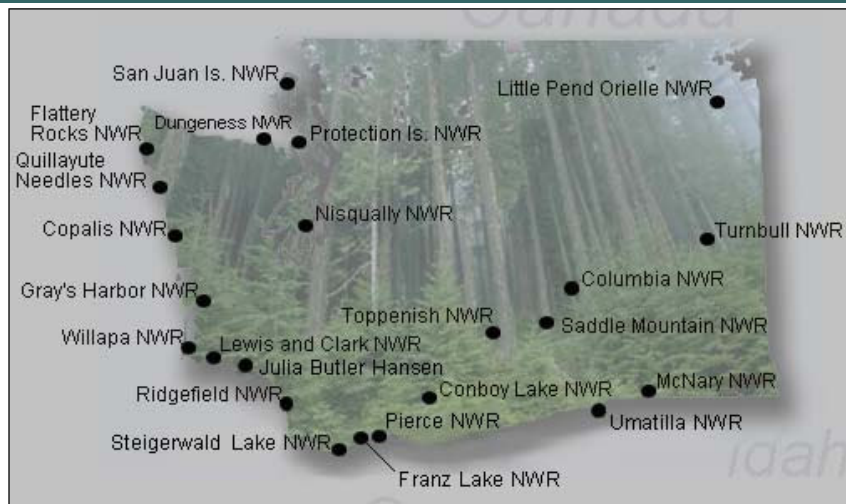 Canada
San Juan Is. NWR
Little Pend Orielle NWR
Flattery
Rocks NWR
Dungeness NWR
Protection Is. NWR
Quillayute
Needles NWR
Nisqually NWR
Copalis NWR
Turnbull NWR
Columbia NWR
Gray's Harbor NWR
Toppenish NWR
Saddle Mountain NWR
Willapa NWR
Lewis and Clark NWR
Julia Butler Hansen
McNary NWR
Ridgefield NWR
Conboy Lake NWR
Pierce NWR
Umatilla NWR
Steigerwald Lake NWR
Franz Lake NWR